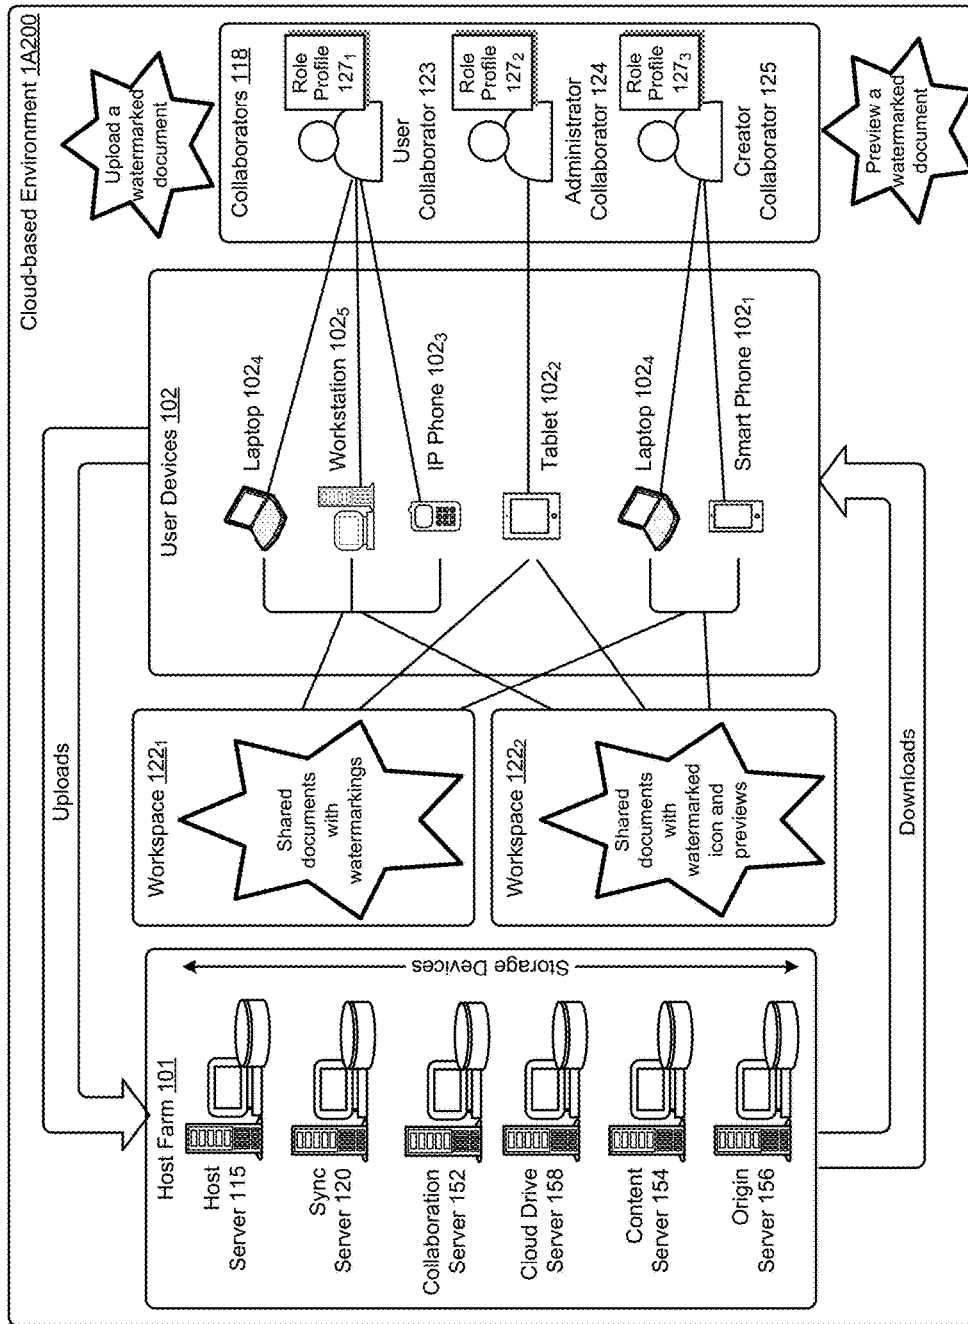 Cloud-based Environment 1A200
Uploads
Host Farm 101
Host
Server 115
Sync
Server 120
Collaboration
Server 152
Cloud Drive
Server 158
Content
Server 154
Origin
Server 156
Storage Devices
Workspace 122₁
Shared
documents
with
watermarkings
Workspace 122₂
Shared
documents
with
watermarked
icon and
previews
User Devices 102
Laptop 102₄
Workstation 102₅
IP Phone 102₃
Tablet 102₂
Laptop 102₄
Smart Phone 102₁
Upload a
watermarked
document
Collaborators 118
Role
Profile
127₁
User
Collaborator 123
Role
Profile
127₂
Administrator
Collaborator 124
Role
Profile
127₃
Creator
Collaborator 125
Preview a
watermarked
document
Downloads